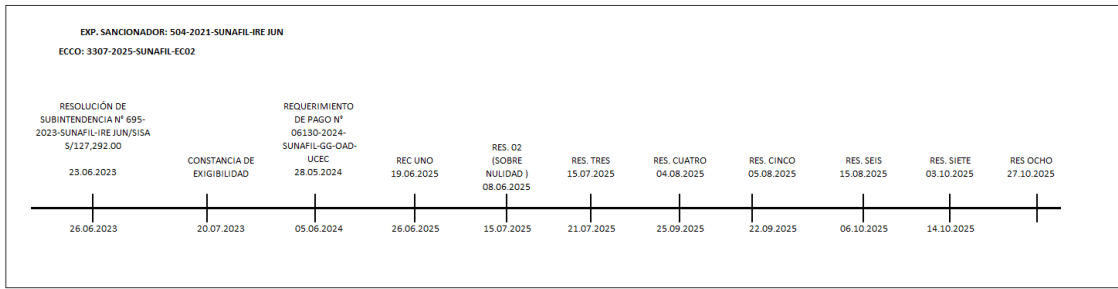 EXP. SANCIONADOR: 504-2021-SUNAFIL-IRE JUN
ECCO: 3307-2025-SUNAFIL-EC02
RESOLUCIÓN DE
SUBINTENDENCIA N° 695-
2023-SUNAFIL-IRE JUN/SISA
S/127,292.00
23.06.2023
CONSTANCIA DE
EXIGIBILIDAD
REQUERIMIENTO
DE PAGO N°
06130-2024-
SUNAFIL-GG-OAD-
UCEC
28.05.2024
REC UNO
19.06.2025
RES. 02
(SOBRE
NULIDAD )
08.06.2025
RES. TRES
15.07.2025
RES. CUATRO
04.08.2025
RES. CINCO
05.08.2025
RES. SEIS
15.08.2025
RES. SIETE
03.10.2025
RES OCHO
27.10.2025
26.06.2023
20.07.2023
05.06.2024
26.06.2025
15.07.2025
21.07.2025
25.09.2025
22.09.2025
06.10.2025
14.10.2025